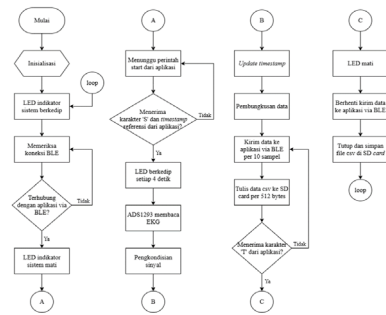 Mulai
Inisialisasi
loop
LED indikator
sistem berkedip
Memeriksa
koneksi BLE
Terhubung
dengan aplikasi via
BLE?
Tidak
Ya
LED indikator
sistem mati
A
A
Menunggu perintah
start dari aplikasi
Menerima
karakter 'S' dan timestamp
referensi dari aplikasi?
Tidak
Ya
LED berkedip
setiap 4 detik
ADS1293 membaca
EKG
Pengkondisian
sinyal
B
B
Update timestamp
Pembungkusan data
Kirim data ke
aplikasi via BLE
per 10 sampel
Tulis data csv ke SD
card per 512 bytes
Menerima karakter
'T' dari aplikasi?
Tidak
Ya
C
C
LED mati
Berhenti kirim data
ke aplikasi via BLE
Tutup dan simpan
file csv di SD card
loop